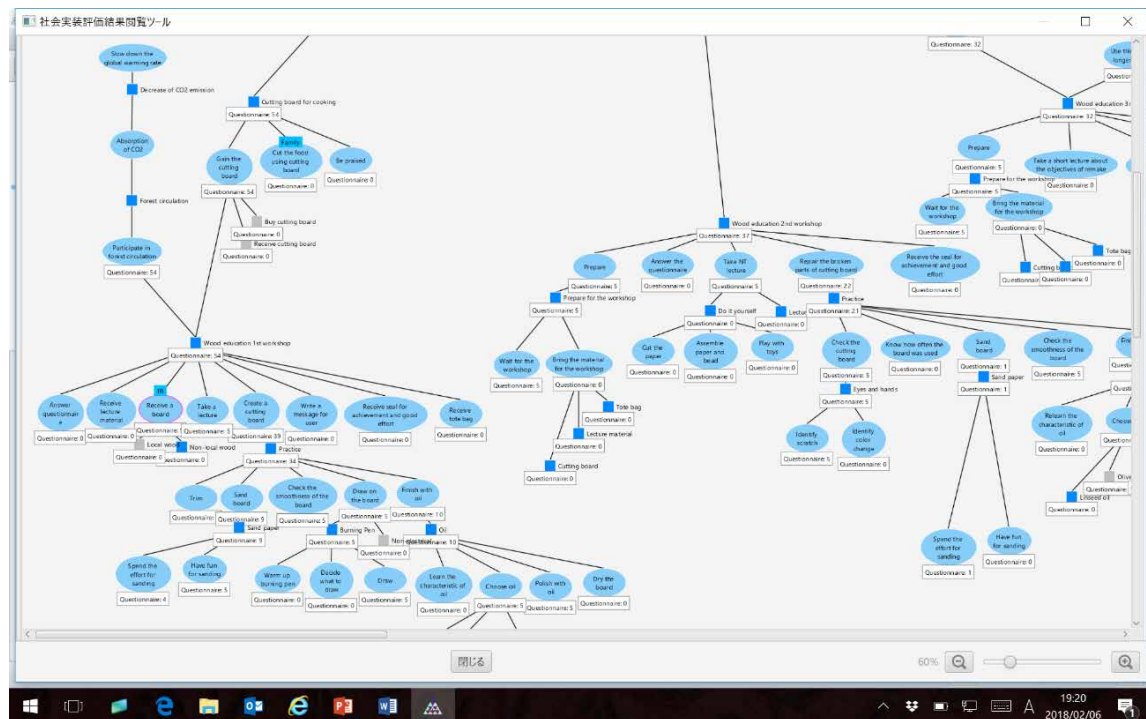 社会実装評価結果閲覧ツール
Slow down the
global warming rate
Decrease of CO2 emission
Absorption
of CO2
Forest circulation
Participate in
forest circulation
Questionnaire: 54
Cutting board for cooking
Questionnaire: 54
Gain the
cutting
board
Questionnaire: 54
Family
Cut the food
using cutting
board
Questionnaire: 0
Be praised
Questionnaire: 0
Buy cutting board
Questionnaire: 0
Receive cutting board
Questionnaire: 0
Wood education 1st workshop
Questionnaire: 54
Answer
questionnair
e
Questionnaire: 0
Receive
lecture
material
Questionnaire: 0
Receive a
board
Questionnaire:
Take a
lecture
Questionnaire: 5
Create a
cutting
board
Questionnaire: 39
Write a
message for
user
Questionnaire: 0
Receive seal for
achievement and good
effort
Questionnaire: 0
Receive
tote bag
Questionnaire: 0
Local wood
Questionnaire: 0
Non-local wood
Questionnaire: 0
Practice
Questionnaire: 34
Trim
Questionnaire:
Sand
board
Questionnaire: 9
Check the
smoothness of the
board
Questionnaire: 5
Draw on
the board
Questionnaire: 5
Finish with
oil
Questionnaire: 10
Sand paper
Questionnaire: 9
Burning Pen
Questionnaire: 5
Non-electrical
Questionnaire: 0
Oil
Questionnaire: 10
Spend the
effort for
sanding
Questionnaire: 4
Have fun
for sanding
Questionnaire: 5
Warm up
burning pen
Questionnaire: 0
Decide
what to
draw
Questionnaire: 0
Draw
Questionnaire: 5
Learn the
characteristic of
oil
Questionnaire: 0
Choose oil
Questionnaire: 5
Polish with
oil
Questionnaire: 5
Dry the
board
Questionnaire: 0
Wood education 2nd workshop
Questionnaire: 37
Prepare
Questionnaire: 5
Answer the
questionnaire
Questionnaire: 0
Take NT
lecture
Questionnaire: 5
Repair the broken
parts of cutting board
Questionnaire: 22
Receive the seal for
achievement and good
effort
Questionnaire: 0
Prepare for the workshop
Questionnaire: 5
Do it yourself
Questionnaire: 0
Lecture
Practice
Questionnaire: 21
Wait for the
workshop
Questionnaire: 5
Bring the material
for the workshop
Questionnaire: 0
Tote bag
Questionnaire: 0
Lecture material
Questionnaire: 0
Cutting board
Questionnaire: 0
Cut the
paper
Questionnaire: 0
Assemble
paper and
bead
Questionnaire: 0
Play with
toys
Questionnaire: 0
Check the
cutting
board
Questionnaire: 5
Know how often the
board was used
Questionnaire: 0
Sand
board
Questionnaire: 1
Check the
smoothness of the
board
Questionnaire: 5
Eyes and hands
Questionnaire: 5
Identify
scratch
Questionnaire: 5
Identify
color
change
Questionnaire: 0
Sand paper
Questionnaire: 1
Spend the
effort for
sanding
Questionnaire: 1
Have fun
for sanding
Questionnaire: 0
Relearn the
characteristic of
oil
Questionnaire: 0
Linseed oil
Questionnaire: 0
Questionnaire: 32
Wood education 3
Questionnaire: 32
Prepare
Questionnaire: 5
Take a short lecture about
the objectives of remake
Questionnaire: 0
Prepare for the workshop
Questionnaire: 5
Wait for the
workshop
Questionnaire: 5
Bring the material
for the workshop
Questionnaire: 0
Tote bag
Questionnaire: 0
Questionnaire: 0
閉じる
60%
A
19:20
2018/02/06